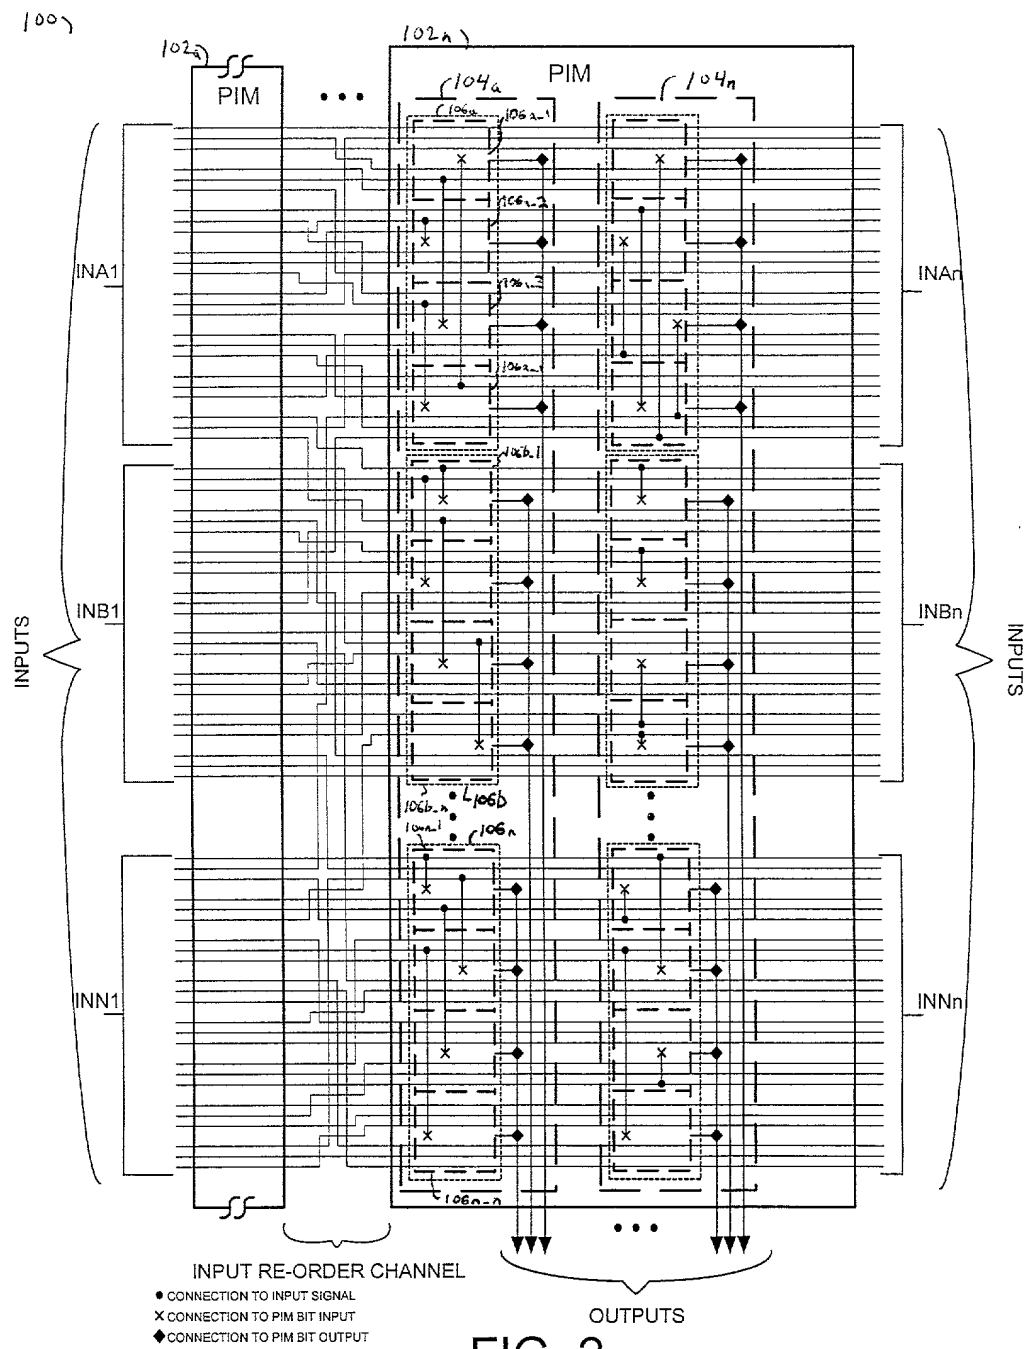 100
102a
102n
PIM
PIM
104a
104n
106a
106a-1
106a-2
106a-3
INA1
INAn
106b-1
INB1
INBn
INPUTS
INPUTS
106b-n
106b
106n-1
106n
INN1
INNn
106n-n
INPUT RE-ORDER CHANNEL
● CONNECTION TO INPUT SIGNAL
× CONNECTION TO PIM BIT INPUT
◆ CONNECTION TO PIM BIT OUTPUT
OUTPUTS